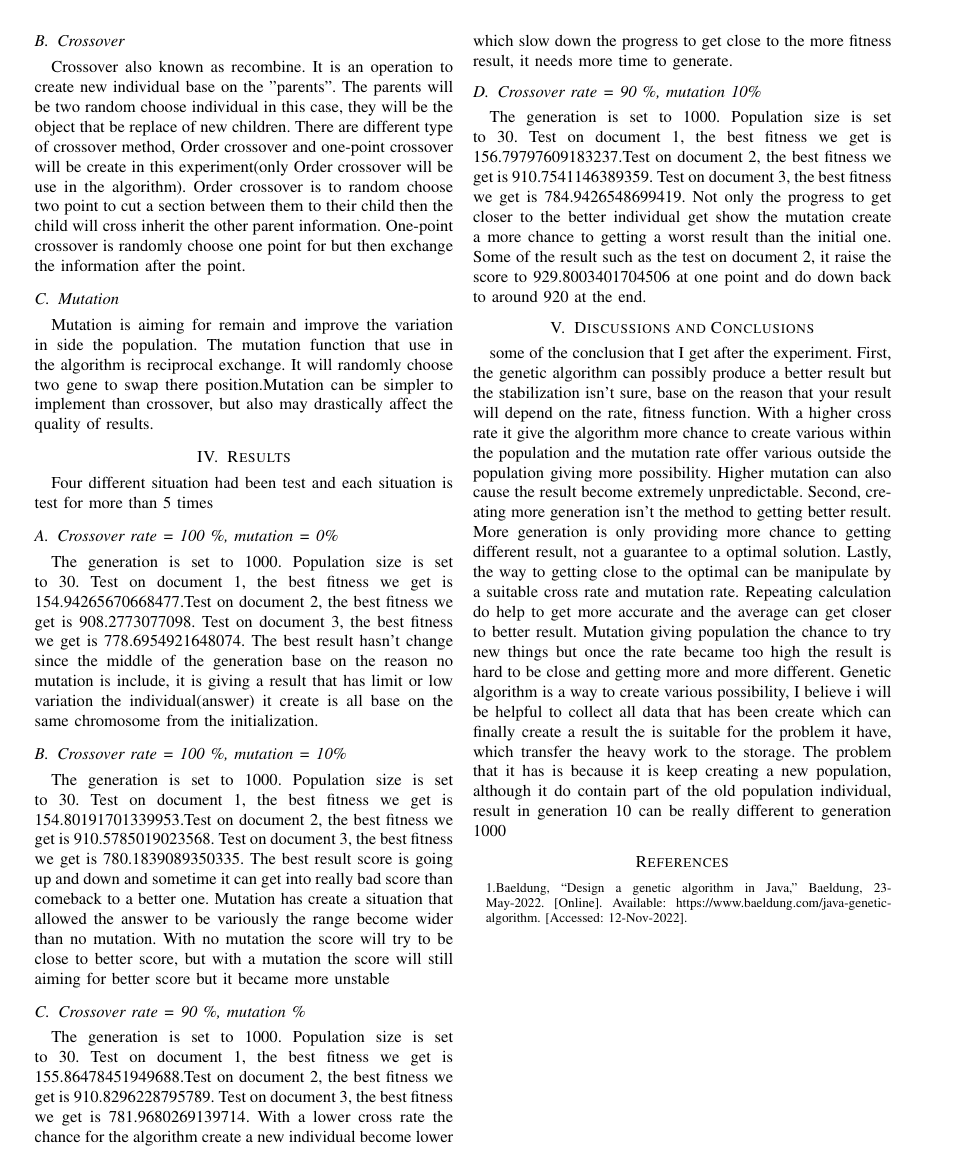 B. Crossover
Crossover also known as recombine. It is an operation to
create new individual base on the ”parents”. The parents will
be two random choose individual in this case, they will be the
object that be replace of new children. There are different type
of crossover method, Order crossover and one-point crossover
will be create in this experiment(only Order crossover will be
use in the algorithm). Order crossover is to random choose
two point to cut a section between them to their child then the
child will cross inherit the other parent information. One-point
crossover is randomly choose one point for but then exchange
the information after the point.
C. Mutation
Mutation is aiming for remain and improve the variation
in side the population. The mutation function that use in
the algorithm is reciprocal exchange. It will randomly choose
two gene to swap there position.Mutation can be simpler to
implement than crossover, but also may drastically affect the
quality of results.
IV. RESULTS
Four different situation had been test and each situation is
test for more than 5 times
A. Crossover rate = 100 %, mutation = 0%
The generation is set to 1000. Population size is set
to 30. Test on document 1, the best fitness we get is
154.94265670668477.Test on document 2, the best fitness we
get is 908.2773077098. Test on document 3, the best fitness
we get is 778.6954921648074. The best result hasn’t change
since the middle of the generation base on the reason no
mutation is include, it is giving a result that has limit or low
variation the individual(answer) it create is all base on the
same chromosome from the initialization.
B. Crossover rate = 100 %, mutation = 10%
The generation is set to 1000. Population size is set
to 30. Test on document 1, the best fitness we get is
154.80191701339953.Test on document 2, the best fitness we
get is 910.5785019023568. Test on document 3, the best fitness
we get is 780.1839089350335. The best result score is going
up and down and sometime it can get into really bad score than
comeback to a better one. Mutation has create a situation that
allowed the answer to be variously the range become wider
than no mutation. With no mutation the score will try to be
close to better score, but with a mutation the score will still
aiming for better score but it became more unstable
C. Crossover rate = 90 %, mutation %
The generation is set to 1000. Population size is set
to 30. Test on document 1, the best fitness we get is
155.86478451949688.Test on document 2, the best fitness we
get is 910.8296228795789. Test on document 3, the best fitness
we get is 781.9680269139714. With a lower cross rate the
chance for the algorithm create a new individual become lower
which slow down the progress to get close to the more fitness
result, it needs more time to generate.
D. Crossover rate = 90 %, mutation 10%
The generation is set to 1000. Population size is set
to 30. Test on document 1, the best fitness we get is
156.79797609183237.Test on document 2, the best fitness we
get is 910.7541146389359. Test on document 3, the best fitness
we get is 784.9426548699419. Not only the progress to get
closer to the better individual get show the mutation create
a more chance to getting a worst result than the initial one.
Some of the result such as the test on document 2, it raise the
score to 929.8003401704506 at one point and do down back
to around 920 at the end.
V. DISCUSSIONS AND CONCLUSIONS
some of the conclusion that I get after the experiment. First,
the genetic algorithm can possibly produce a better result but
the stabilization isn’t sure, base on the reason that your result
will depend on the rate, fitness function. With a higher cross
rate it give the algorithm more chance to create various within
the population and the mutation rate offer various outside the
population giving more possibility. Higher mutation can also
cause the result become extremely unpredictable. Second, cre-
ating more generation isn’t the method to getting better result.
More generation is only providing more chance to getting
different result, not a guarantee to a optimal solution. Lastly,
the way to getting close to the optimal can be manipulate by
a suitable cross rate and mutation rate. Repeating calculation
do help to get more accurate and the average can get closer
to better result. Mutation giving population the chance to try
new things but once the rate became too high the result is
hard to be close and getting more and more different. Genetic
algorithm is a way to create various possibility, I believe i will
be helpful to collect all data that has been create which can
finally create a result the is suitable for the problem it have,
which transfer the heavy work to the storage. The problem
that it has is because it is keep creating a new population,
although it do contain part of the old population individual,
result in generation 10 can be really different to generation
1000
REFERENCES
1.Baeldung, “Design a genetic algorithm in Java,” Baeldung, 23-
May-2022. [Online]. Available: https://www.baeldung.com/java-genetic-
algorithm. [Accessed: 12-Nov-2022].